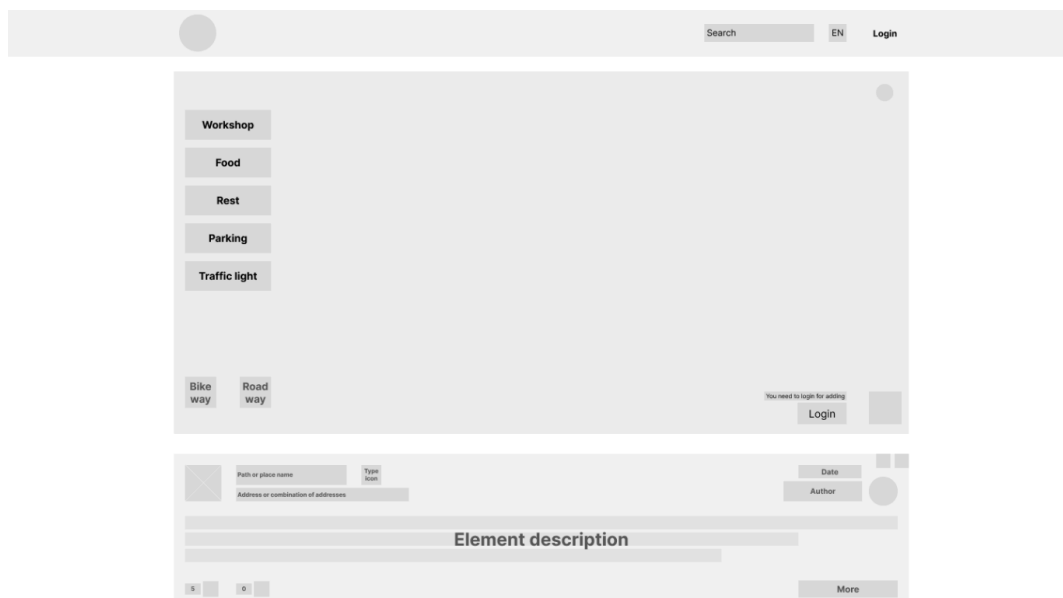 Search
EN
Login
Workshop
Food
Rest
Parking
Traffic light
Bike
way
Road
way
You need to login for adding
Login
Path or place name
Type
Icon
Address or combination of addresses
Date
Author
Element description
5
0
More